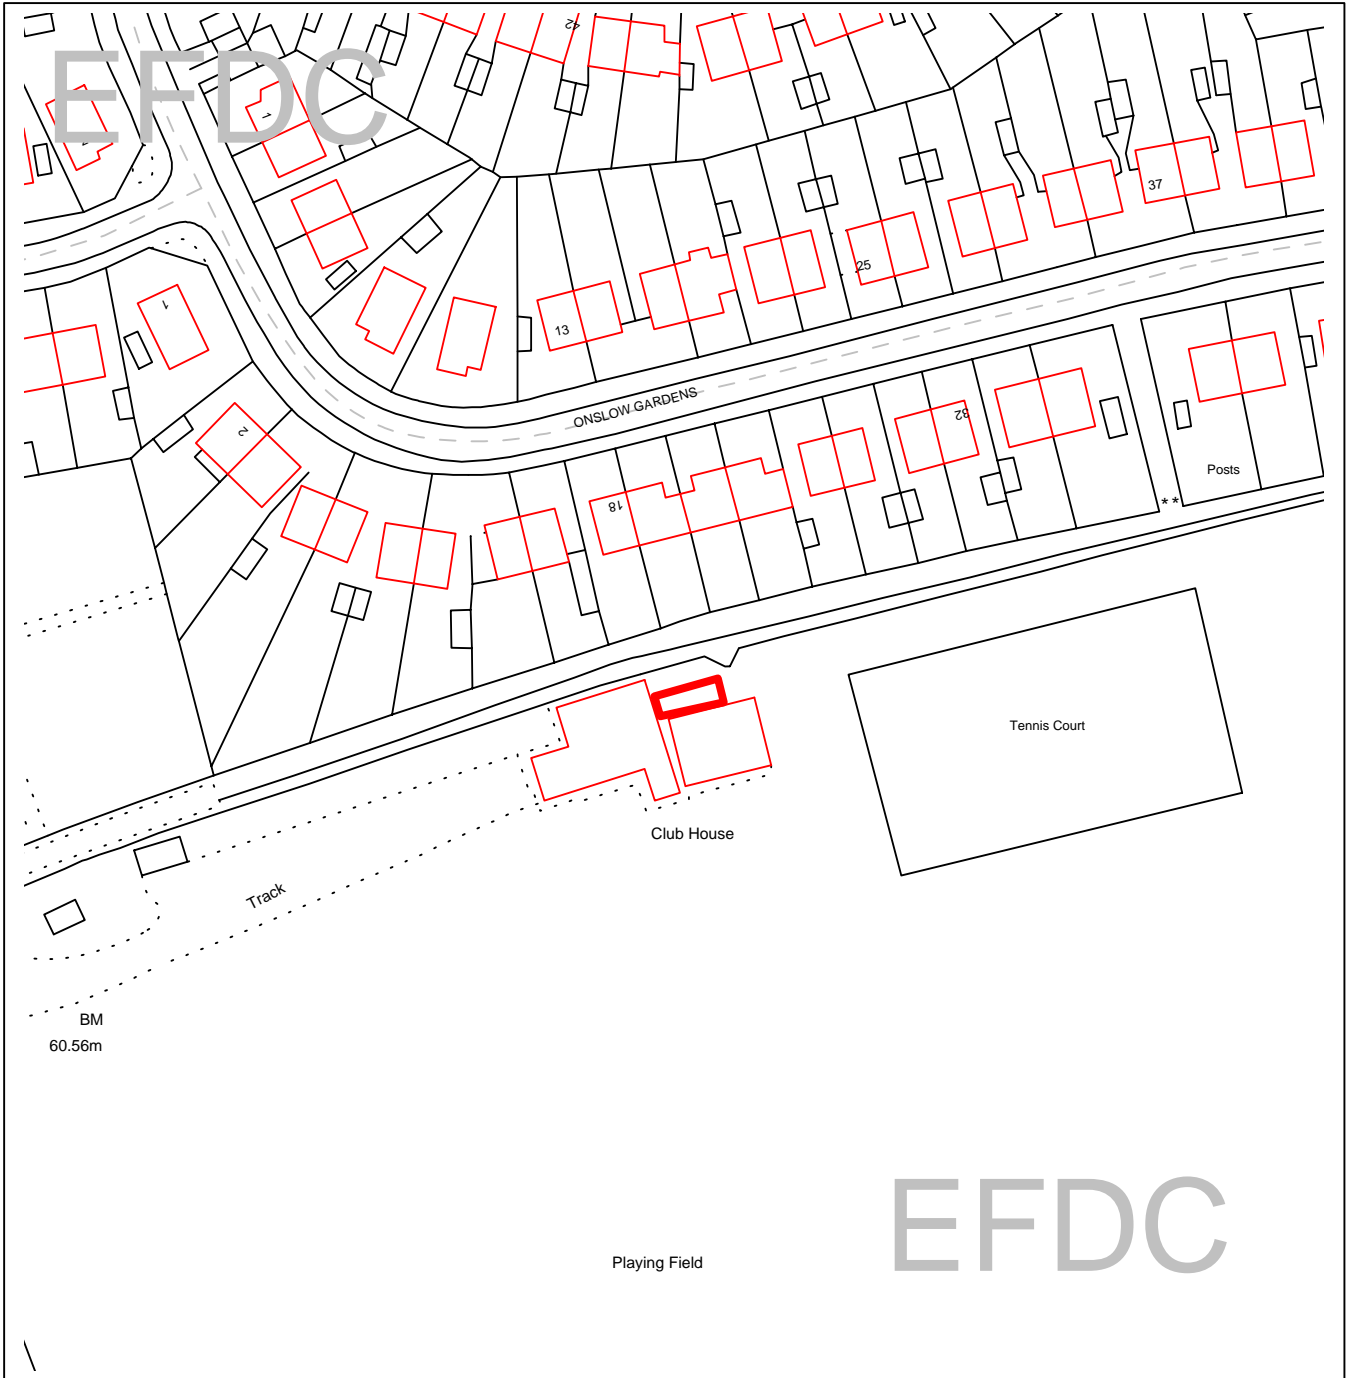 EFDC
42
1
37
1
25
13
ONSLOW GARDENS
2
32
Posts
18
**
Tennis Court
Club House
Track
BM
60.56m
EFDC
Playing Field